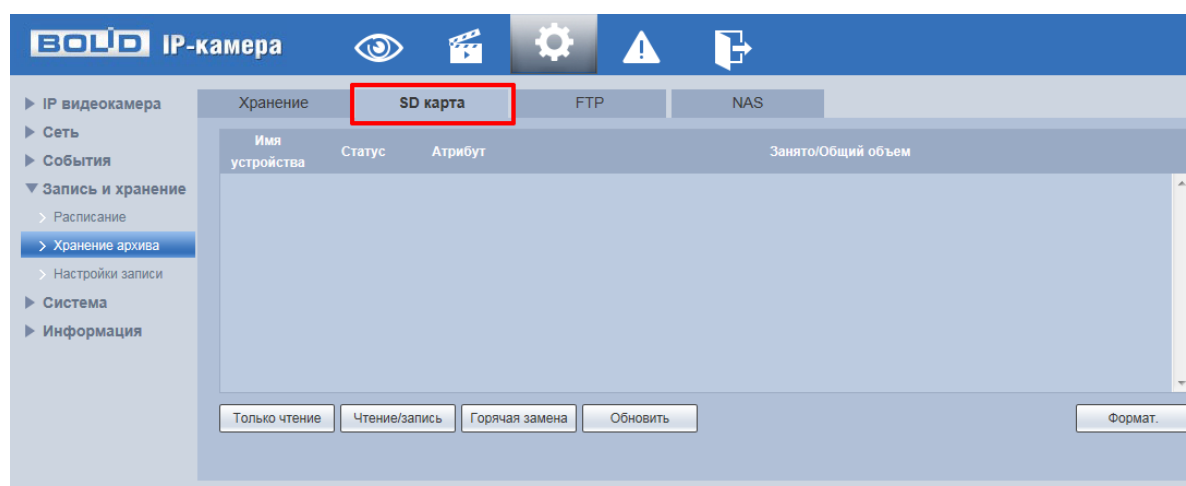 BOLID IP-камера
IP видеокамера
Сеть
События
Запись и хранение
Расписание
Хранение архива
Настройки записи
Система
Информация
Хранение SD карта FTP NAS
Имя устройства Статус Атрибут Занято/Общий объем
Только чтение Чтение/запись Горячая замена Обновить Формат.